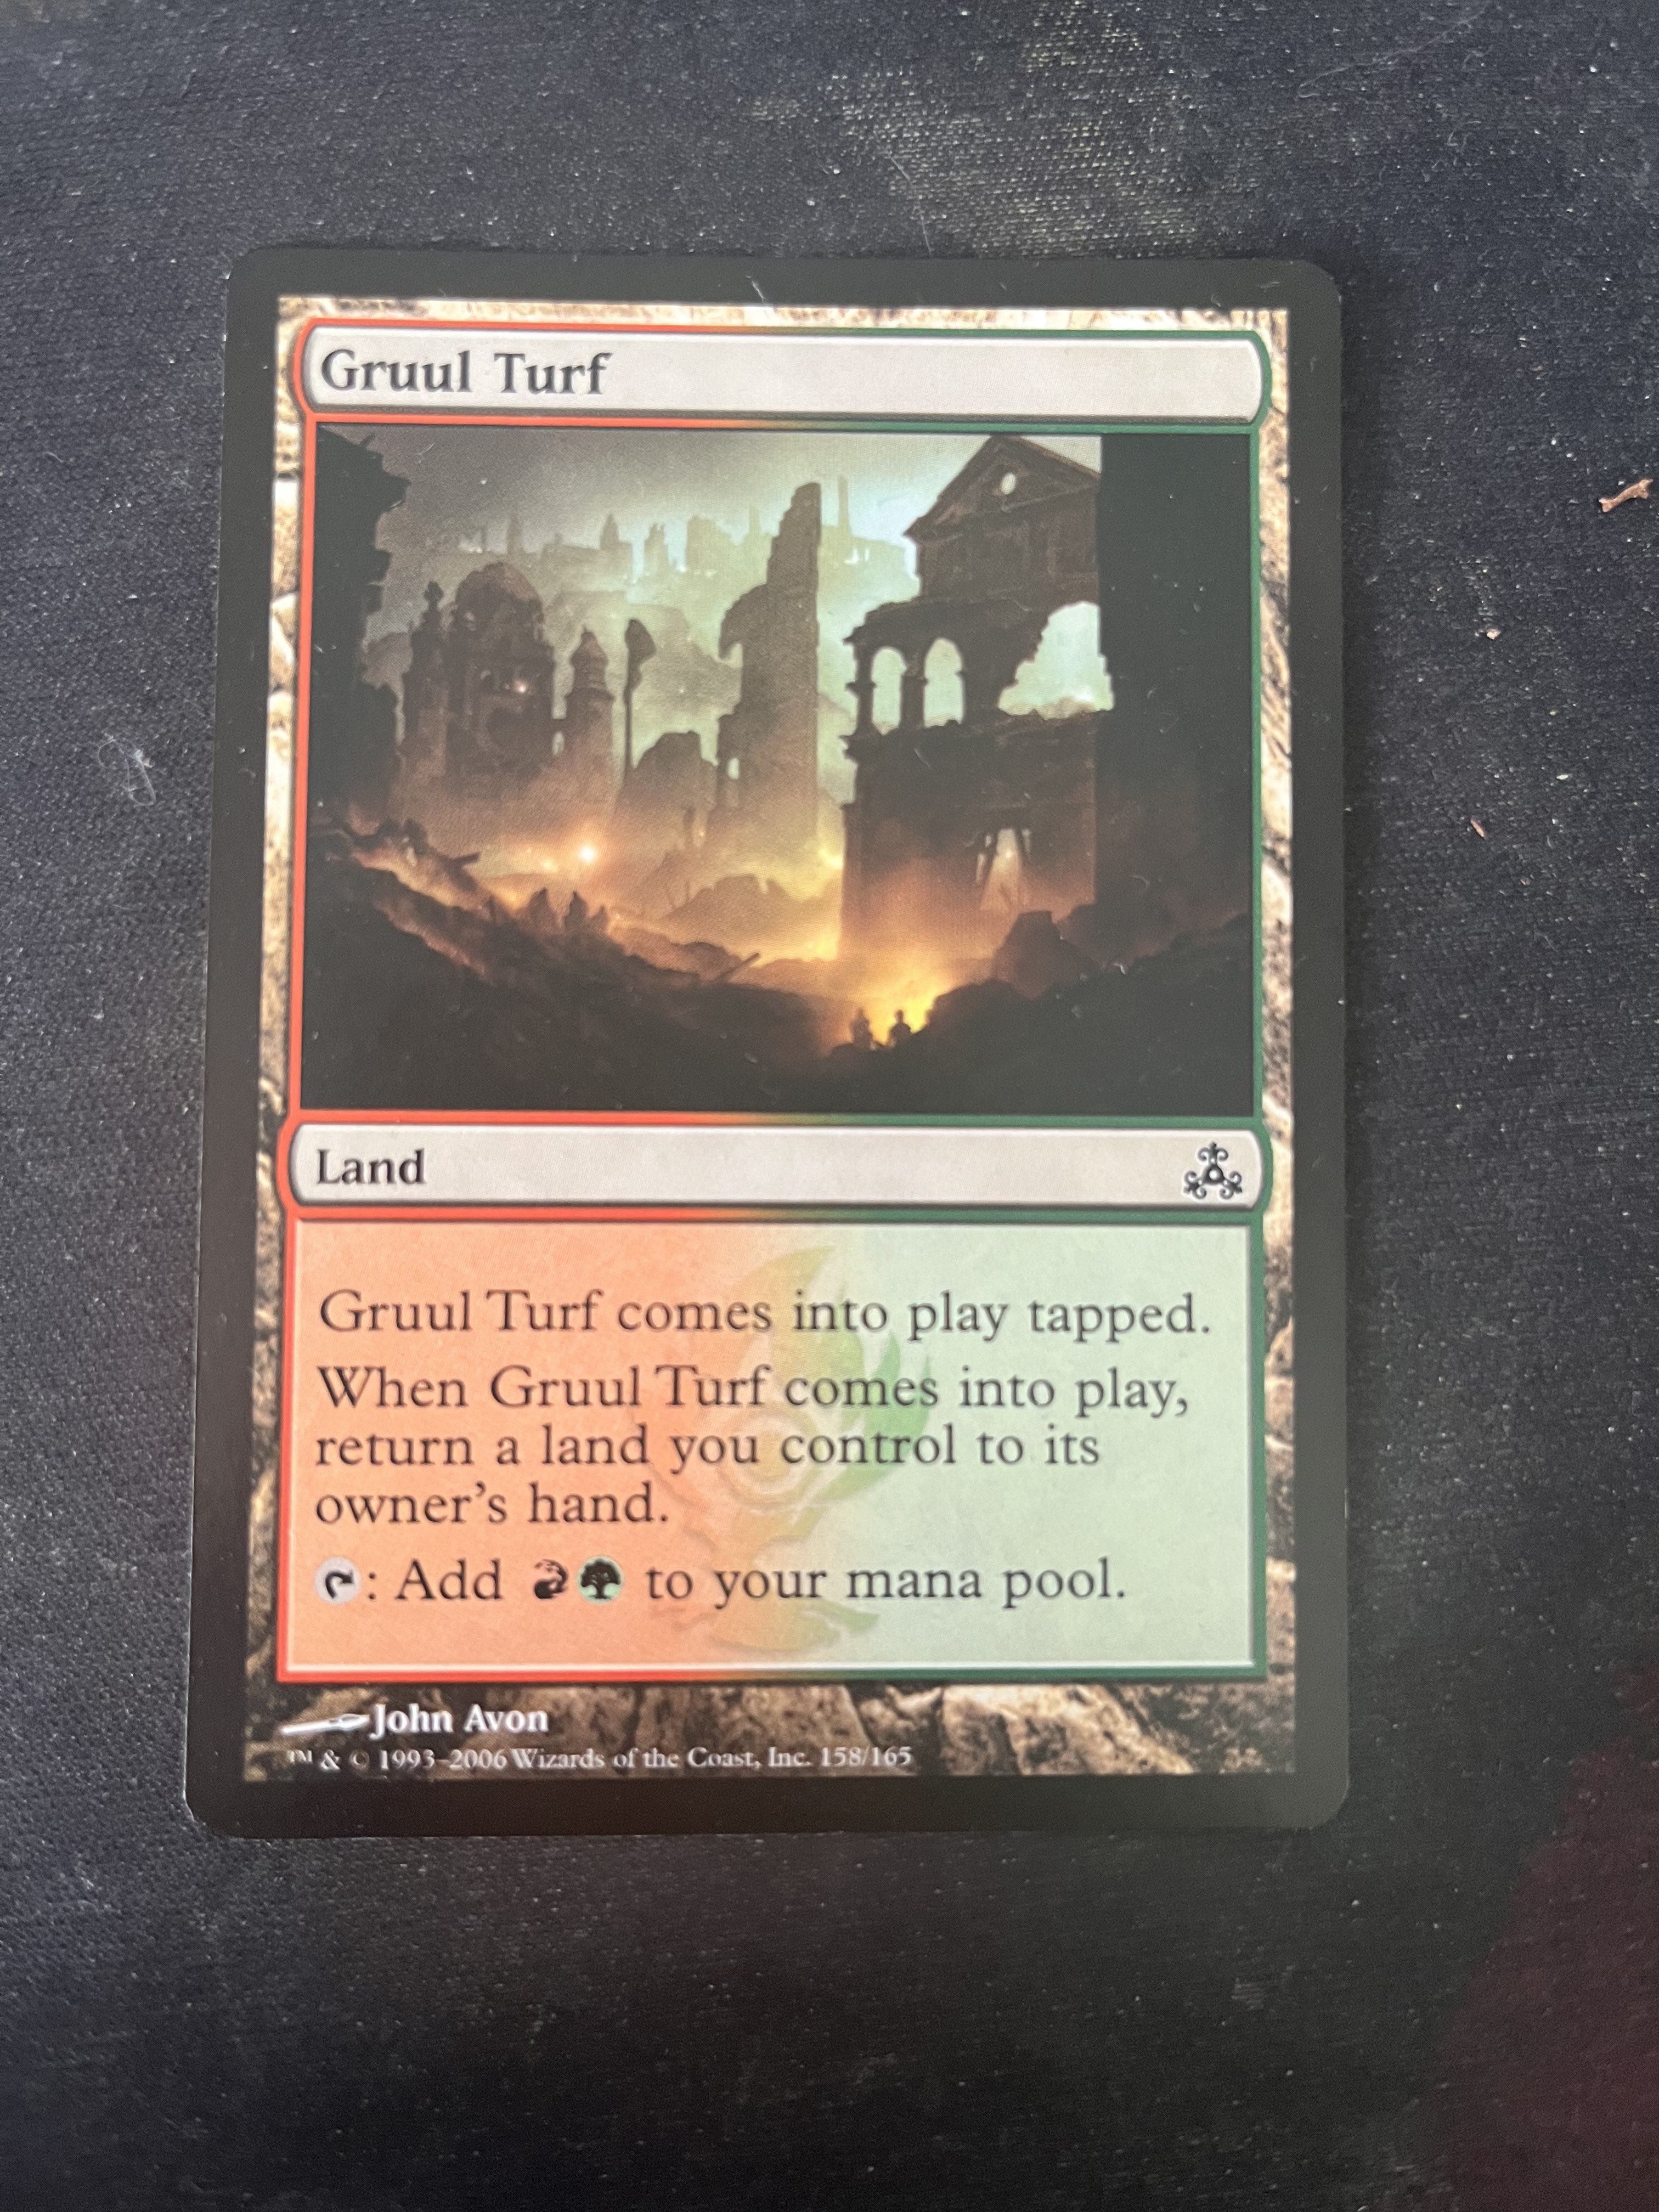 Gruul Turf
Land
Gruul Turf comes into play tapped.
When Gruul Turf comes into play,
return a land you control to its
owner's hand.
: Add to your mana pool.
John Avon
™ & © 1993–2006 Wizards of the Coast, Inc. 158/165